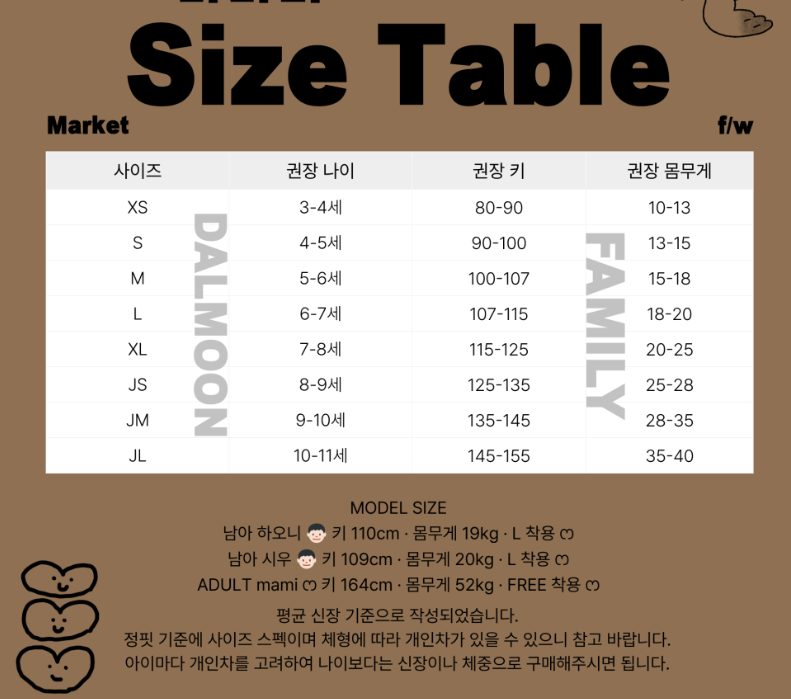 Size Table
Market f/w
사이즈 권장 나이 권장 키 권장 몸무게
XS 3-4세 80-90 10-13
S 4-5세 90-100 13-15
M 5-6세 100-107 15-18
L 6-7세 107-115 18-20
XL 7-8세 115-125 20-25
JS 8-9세 125-135 25-28
JM 9-10세 135-145 28-35
JL 10-11세 145-155 35-40
DALMOON
FAMILY
MODEL SIZE
남아 하오니 👦🏻 키 110cm · 몸무게 19kg · L 착용 ෆ
남아 시우 👦🏻 키 109cm · 몸무게 20kg · L 착용 ෆ
ADULT mami ෆ 키 164cm · 몸무게 52kg · FREE 착용 ෆ
평균 신장 기준으로 작성되었습니다.
정핏 기준에 사이즈 스펙이며 체형에 따라 개인차가 있을 수 있으니 참고 바랍니다.
아이마다 개인차를 고려하여 나이보다는 신장이나 체중으로 구매해주시면 됩니다.